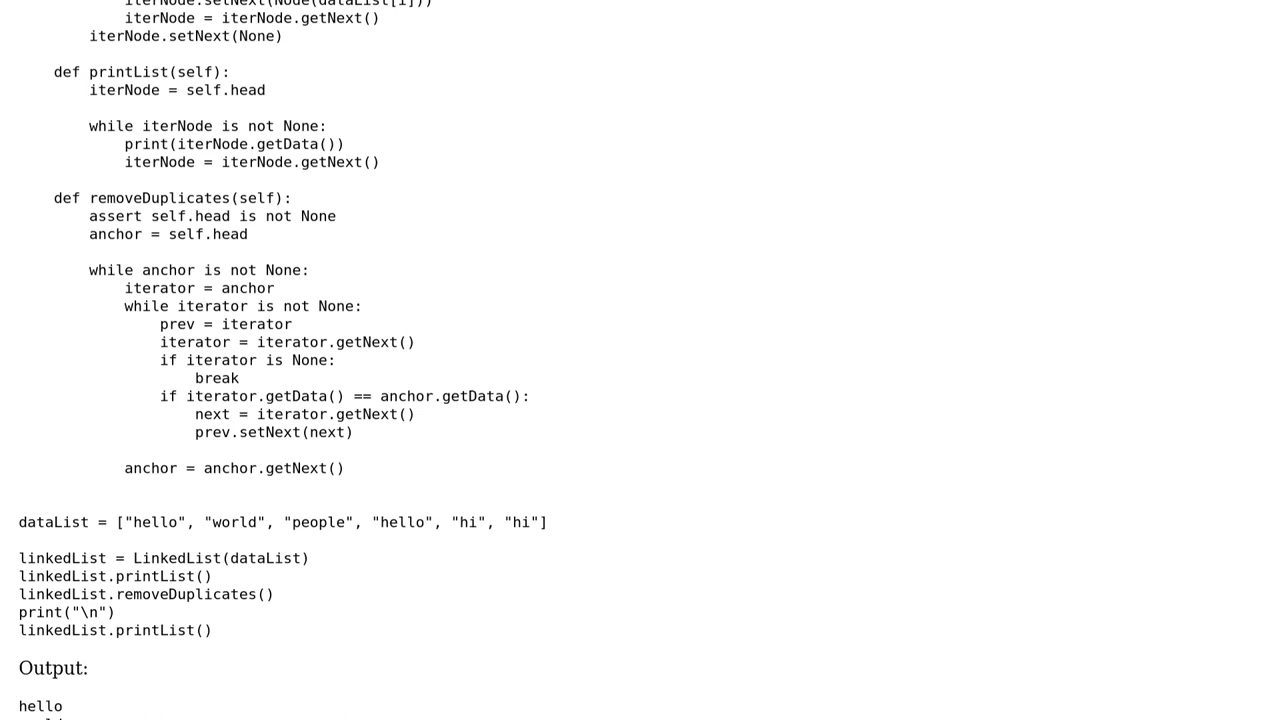 iterNode.setNext(Node(dataList[i]))
iterNode = iterNode.getNext()
iterNode.setNext(None)
def printList(self):
iterNode = self.head
while iterNode is not None:
print(iterNode.getData())
iterNode = iterNode.getNext()
def removeDuplicates(self):
assert self.head is not None
anchor = self.head
while anchor is not None:
iterator = anchor
while iterator is not None:
prev = iterator
iterator = iterator.getNext()
if iterator is None:
break
if iterator.getData() == anchor.getData():
next = iterator.getNext()
prev.setNext(next)
anchor = anchor.getNext()
dataList = ["hello", "world", "people", "hello", "hi", "hi"]
linkedList = LinkedList(dataList)
linkedList.printList()
linkedList.removeDuplicates()
print("\n")
linkedList.printList()
Output:
hello